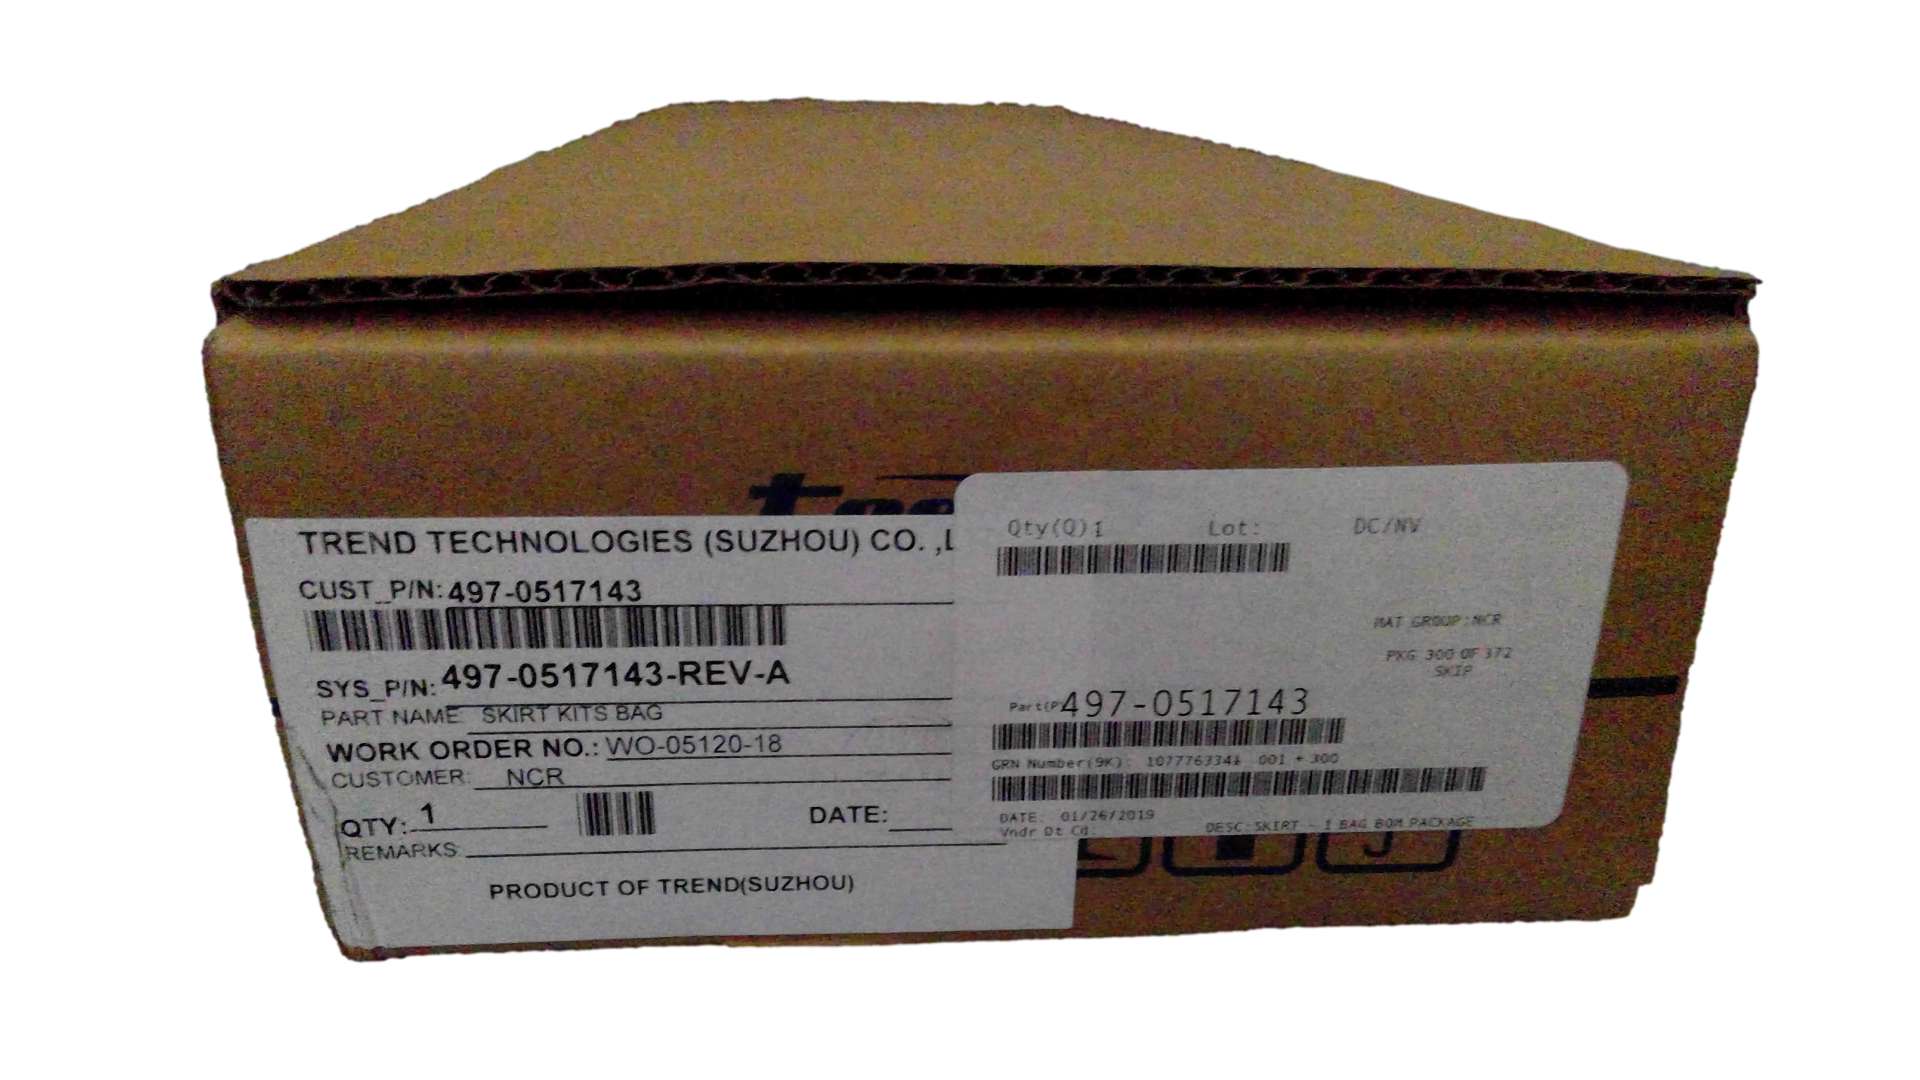 TREND TECHNOLOGIES (SUZHOU) CO. ,L
CUST_P/N: 497-0517143
SYS_P/N: 497-0517143-REV-A
PART NAME: SKIRT KITS BAG
WORK ORDER NO.: WO-05120-18
CUSTOMER: NCR
QTY: 1 DATE:
REMARKS:
PRODUCT OF TREND(SUZHOU)
Qty(Q)1 Lot: DC/NV
MAT GROUP:NCR
PKG 300 OF 372
SKIP
Part(P) 497-0517143
GRN Number(9K): 1077763341 001 + 300
DATE: 01/26/2019
Vndr Dt Cd: DESC:SKIRT - 1 BAG BOM PACKAGE